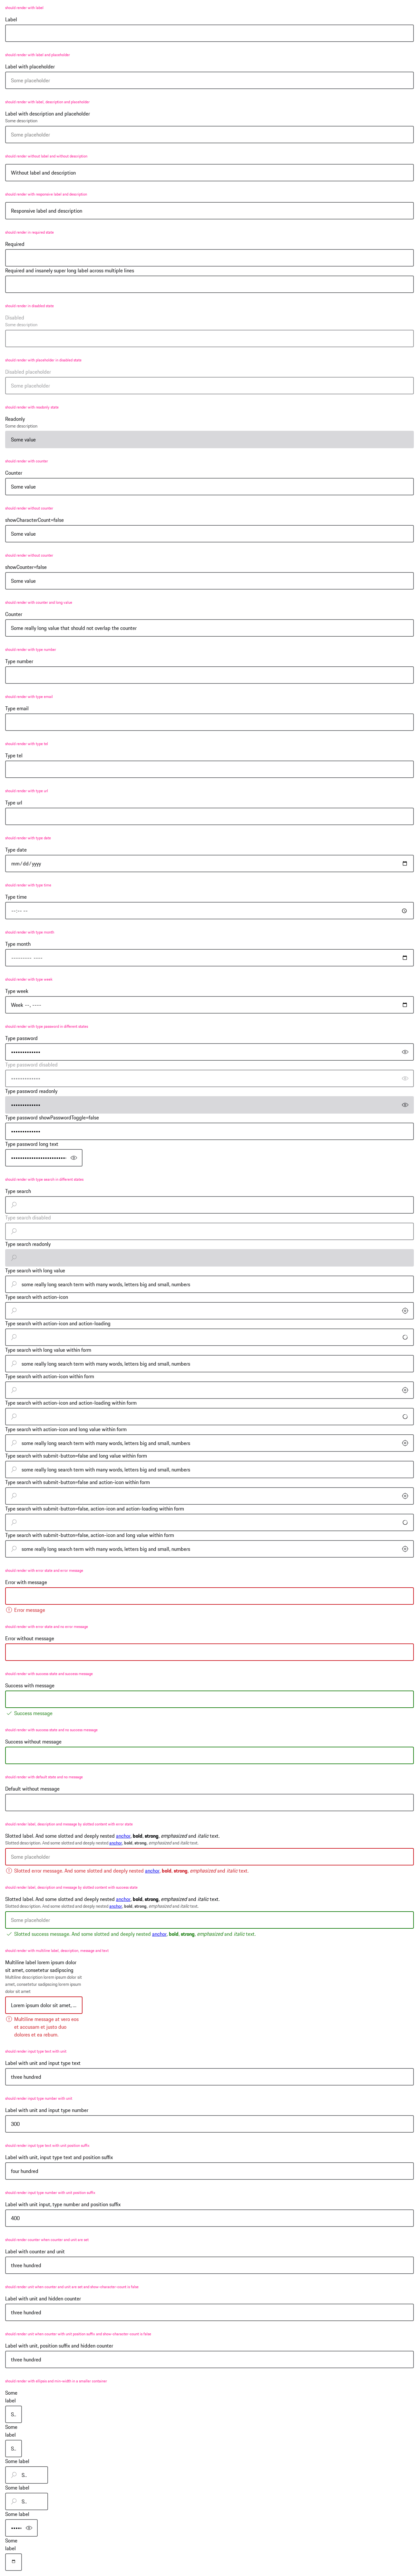 should render with label
Label
should render with label and placeholder
Label with placeholder
Some placeholder
should render with label, description and placeholder
Label with description and placeholder
Some description
Some placeholder
should render without label and without description
Without label and description
should render with responsive label and description
Responsive label and description
should render in required state
Required
Required and insanely super long label across multiple lines
should render in disabled state
Disabled
Some description
should render with placeholder in disabled state
Disabled placeholder
Some placeholder
should render with readonly state
Readonly
Some description
Some value
should render with counter
Counter
Some value
should render without counter
showCharacterCount=false
Some value
should render without counter
showCounter=false
Some value
should render with counter and long value
Counter
Some really long value that should not overlap the counter
should render with type number
Type number
should render with type email
Type email
should render with type tel
Type tel
should render with type url
Type url
should render with type date
Type date
mm/dd/yyyy
should render with type time
Type time
--:-- --
should render with type month
Type month
--------- ----
should render with type week
Type week
Week --, ----
should render with type password in different states
Type password
Type password disabled
Type password readonly
Type password showPasswordToggle=false
Type password long text
should render with type search in different states
Type search
Type search disabled
Type search readonly
Type search with long value
some really long search term with many words, letters big and small, numbers
Type search with action-icon
Type search with action-icon and action-loading
Type search with long value within form
some really long search term with many words, letters big and small, numbers
Type search with action-icon within form
Type search with action-icon and action-loading within form
Type search with action-icon and long value within form
some really long search term with many words, letters big and small, numbers
Type search with submit-button=false and long value within form
some really long search term with many words, letters big and small, numbers
Type search with submit-button=false and action-icon within form
Type search with submit-button=false, action-icon and action-loading within form
Type search with submit-button=false, action-icon and long value within form
some really long search term with many words, letters big and small, numbers
should render with error state and error message
Error with message
Error message
should render with error state and no error message
Error without message
should render with success state and success message
Success with message
Success message
should render with success state and no success message
Success without message
should render with default state and no message
Default without message
should render label, description and message by slotted content with error state
Slotted label. And some slotted and deeply nested anchor, bold, strong, emphasized and italic text.
Slotted description. And some slotted and deeply nested anchor, bold, strong, emphasized and italic text.
Some placeholder
Slotted error message. And some slotted and deeply nested anchor, bold, strong, emphasized and italic text.
should render label, description and message by slotted content with success state
Slotted label. And some slotted and deeply nested anchor, bold, strong, emphasized and italic text.
Slotted description. And some slotted and deeply nested anchor, bold, strong, emphasized and italic text.
Some placeholder
Slotted success message. And some slotted and deeply nested anchor, bold, strong, emphasized and italic text.
should render with multiline label, description, message and text
Multiline label lorem ipsum dolor
sit amet, consetetur sadipscing
Multiline description lorem ipsum dolor sit
amet, consetetur sadipscing lorem ipsum
dolor sit amet
Lorem ipsum dolor sit amet, ...
Multiline message at vero eos
et accusam et justo duo
dolores et ea rebum.
should render input type text with unit
Label with unit and input type text
three hundred
should render input type number with unit
Label with unit and input type number
300
should render input type text with unit position suffix
Label with unit, input type text and position suffix
four hundred
should render input type number with unit position suffix
Label with unit input, type number and position suffix
400
should render counter when counter and unit are set
Label with counter and unit
three hundred
should render unit when counter and unit are set and show-character-count is false
Label with unit and hidden counter
three hundred
should render unit when counter with unit position suffix and show-character-count is false
Label with unit, position suffix and hidden counter
three hundred
should render with ellipsis and min-width in a smaller container
Some
label
S...
Some
label
S...
Some label
S...
Some label
S...
Some label
Some
label